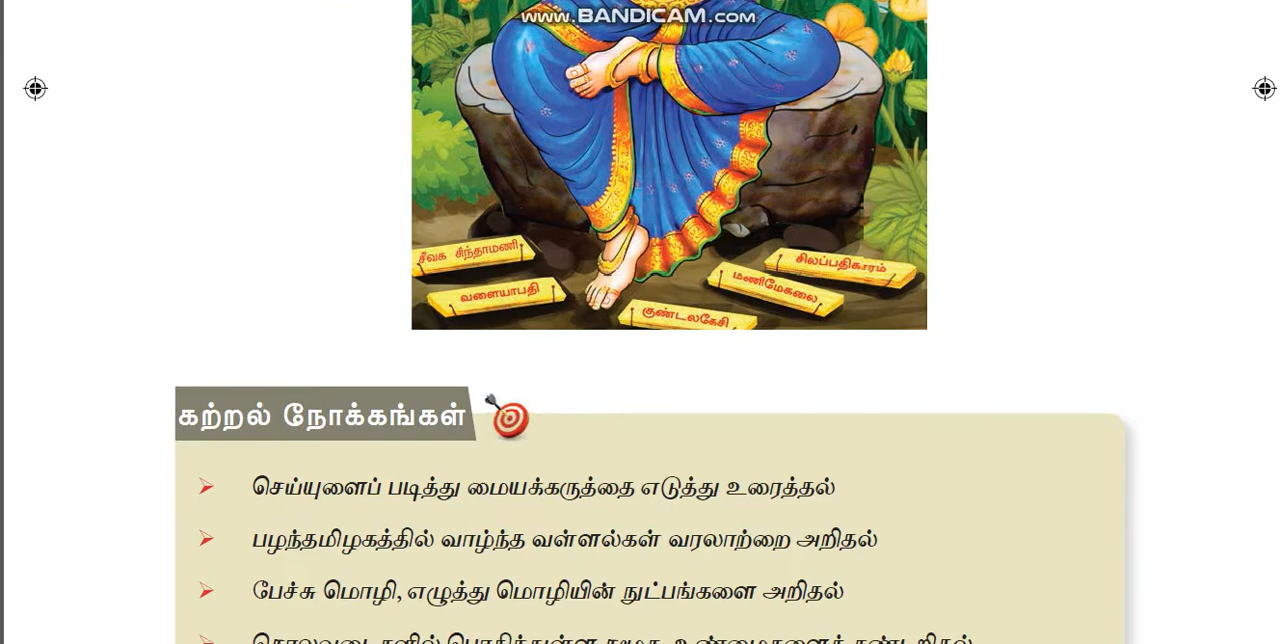 www.BANDICAM.com
சீவக சிந்தாமணி
சிலப்பதிகாரம்
வளையாபதி
மணிமேகலை
குண்டலகேசி
கற்றல் நோக்கங்கள்
செய்யுளைப் படித்து மையக்கருத்தை எடுத்து உரைத்தல்
பழந்தமிழகத்தில் வாழ்ந்த வள்ளல்கள் வரலாற்றை அறிதல்
பேச்சு மொழி, எழுத்து மொழியின் நுட்பங்களை அறிதல்